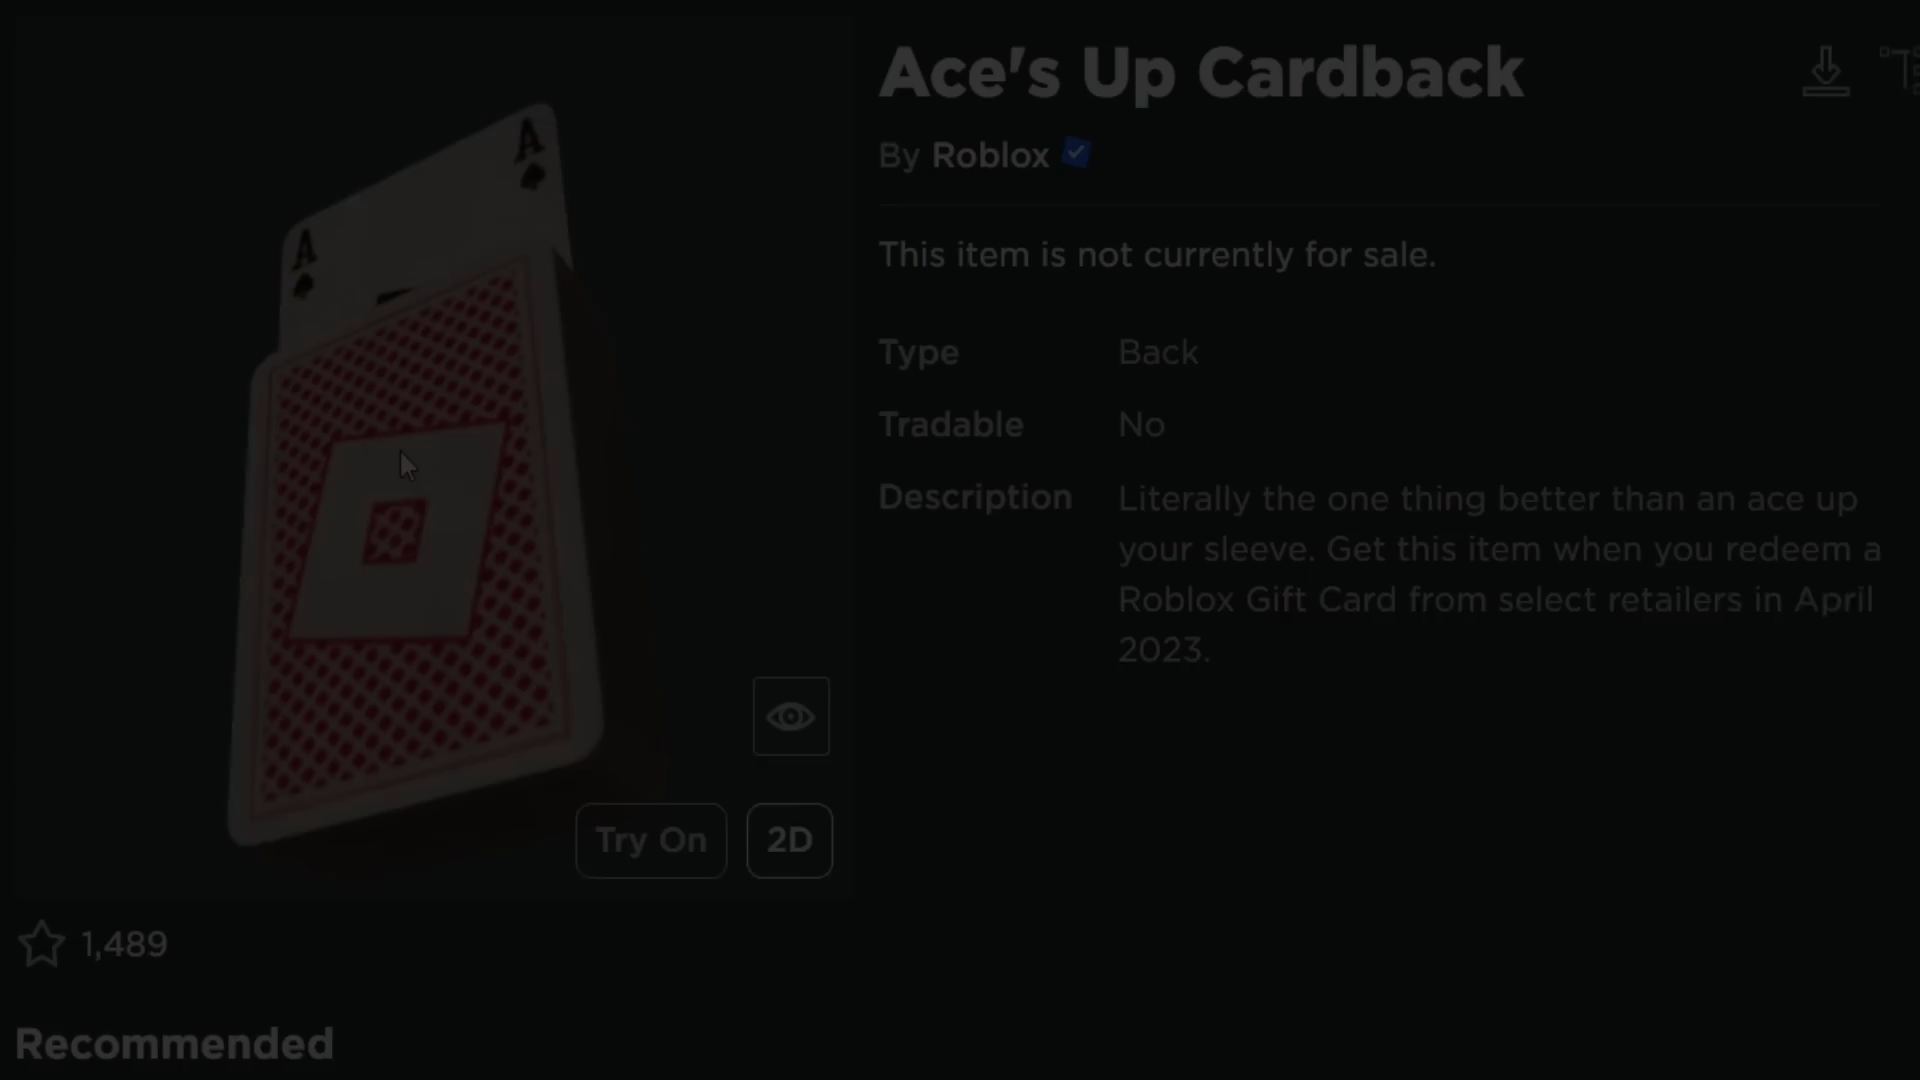 Ace's Up Cardback
By Roblox
This item is not currently for sale.
Type Back
Tradable No
Description Literally the one thing better than an ace up
your sleeve. Get this item when you redeem a
Roblox Gift Card from select retailers in April
2023.
A
A
Try On 2D
1,489
Recommended